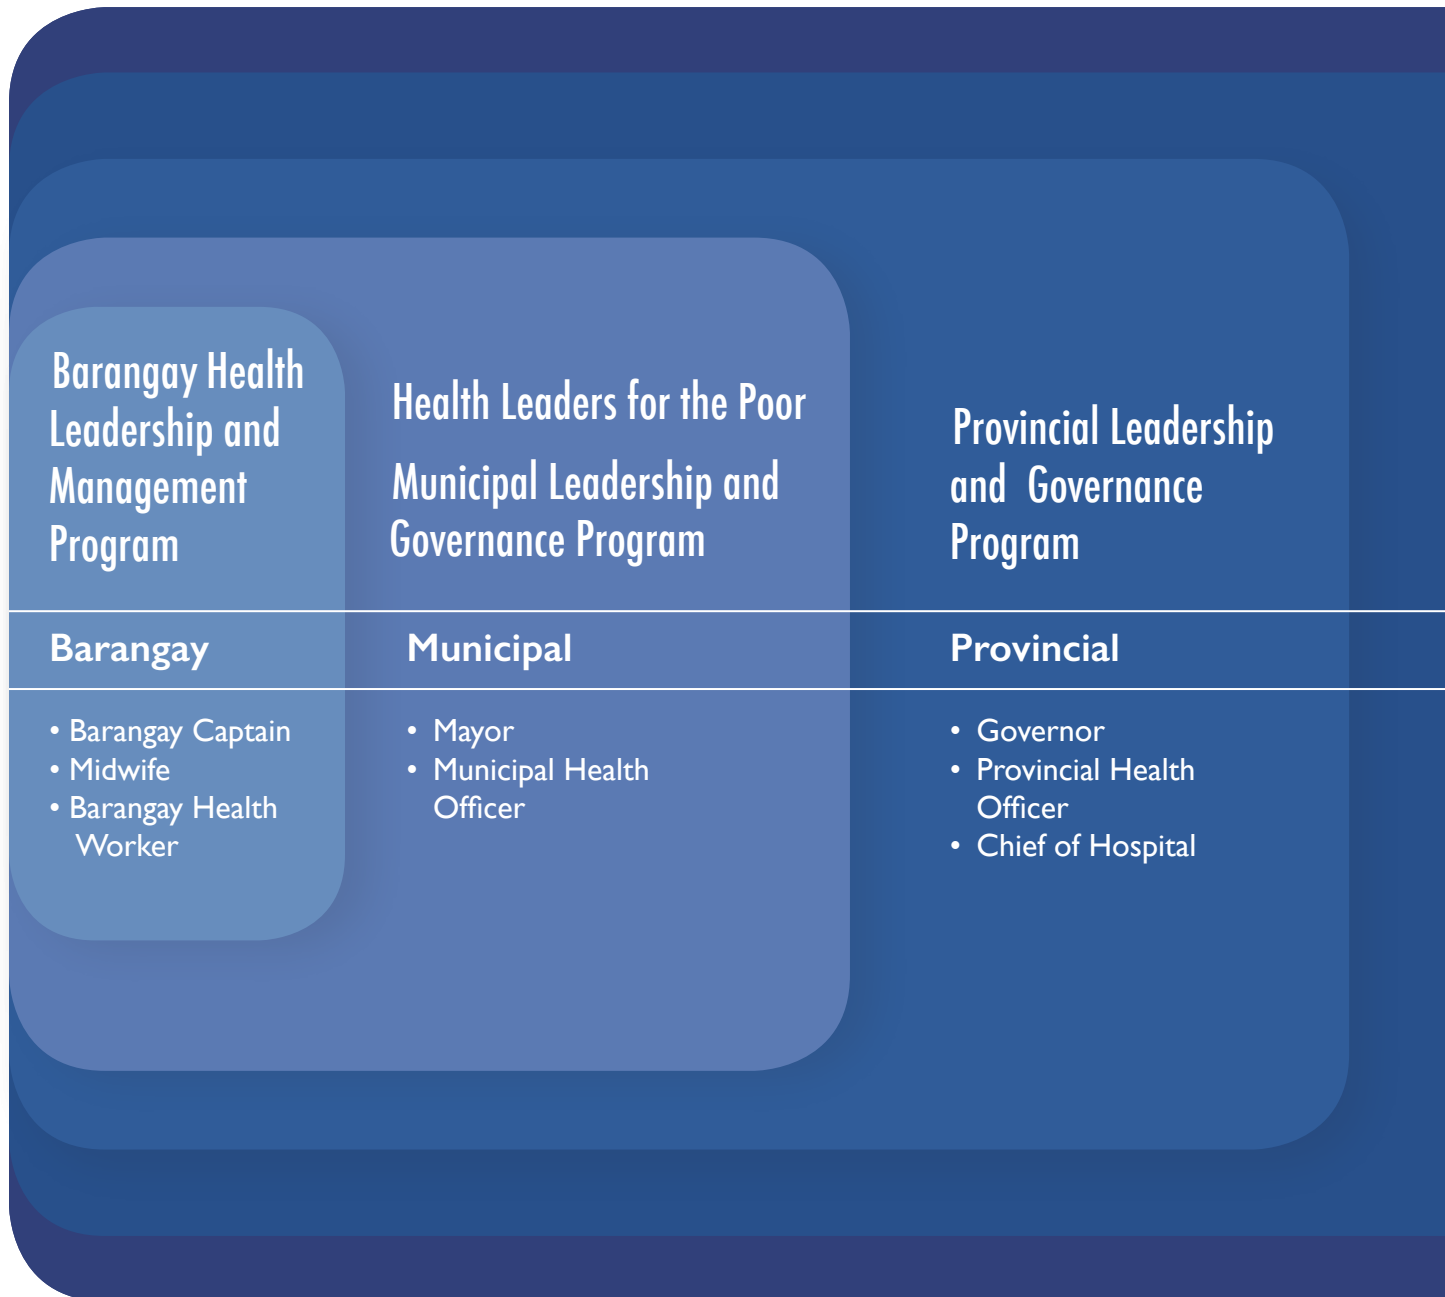 Barangay Health
Leadership and
Management
Program
Health Leaders for the Poor
Municipal Leadership and
Governance Program
Provincial Leadership
and Governance
Program
Barangay
Municipal
Provincial
• Barangay Captain
• Midwife
• Barangay Health
Worker
• Mayor
• Municipal Health
Officer
• Governor
• Provincial Health
Officer
• Chief of Hospital